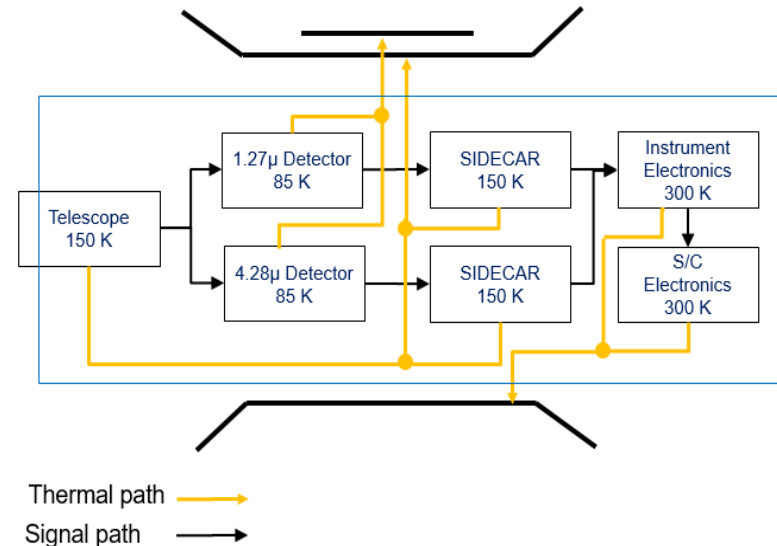 1.27μ Detector
85 K
SIDECAR
150 K
Instrument
Electronics
300 K
Telescope
150 K
4.28μ Detector
85 K
SIDECAR
150 K
S/C
Electronics
300 K
Thermal path
Signal path